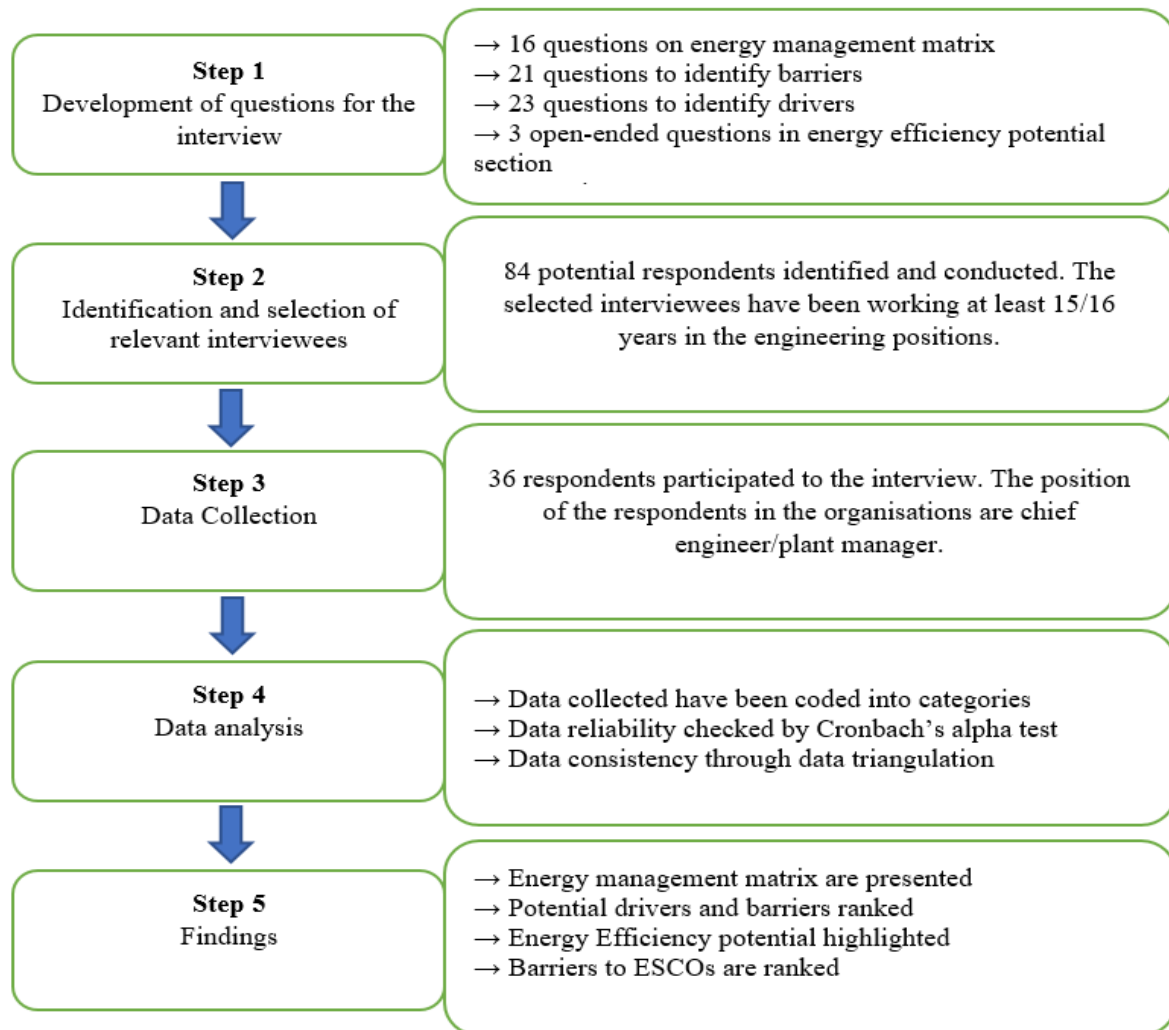 Step 1
Development of questions for the
interview
→ 16 questions on energy management matrix
→ 21 questions to identify barriers
→ 23 questions to identify drivers
→ 3 open-ended questions in energy efficiency potential
section
.
Step 2
Identification and selection of
relevant interviewees
84 potential respondents identified and conducted. The
selected interviewees have been working at least 15/16
years in the engineering positions.
Step 3
Data Collection
36 respondents participated to the interview. The position
of the respondents in the organisations are chief
engineer/plant manager.
Step 4
Data analysis
→ Data collected have been coded into categories
→ Data reliability checked by Cronbach’s alpha test
→ Data consistency through data triangulation
Step 5
Findings
→ Energy management matrix are presented
→ Potential drivers and barriers ranked
→ Energy Efficiency potential highlighted
→ Barriers to ESCOs are ranked